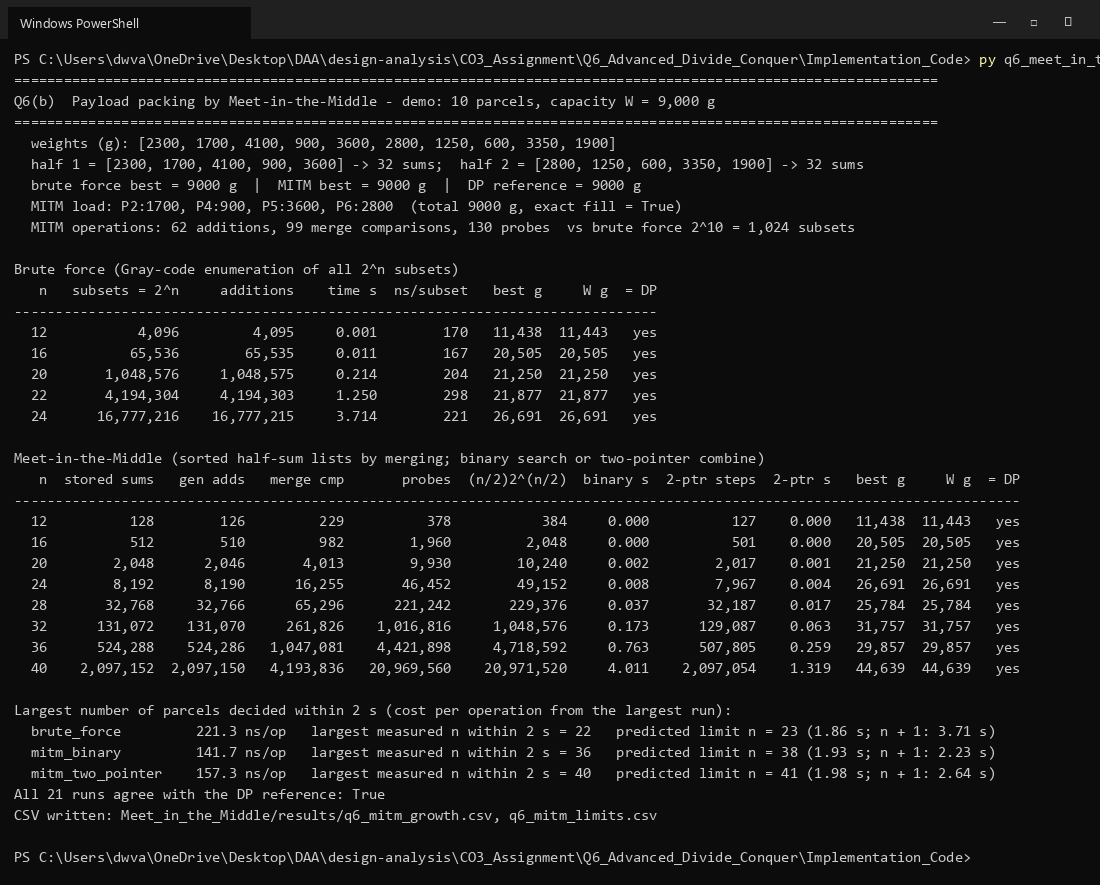 Windows PowerShell
PS C:\Users\dwva\OneDrive\Desktop\DAA\design-analysis\CO3_Assignment\Q6_Advanced_Divide_Conquer\Implementation_Code> py q6_meet_in_t
================================================================================================================
Q6(b)  Payload packing by Meet-in-the-Middle - demo: 10 parcels, capacity W = 9,000 g
================================================================================================================
  weights (g): [2300, 1700, 4100, 900, 3600, 2800, 1250, 600, 3350, 1900]
  half 1 = [2300, 1700, 4100, 900, 3600] -> 32 sums;  half 2 = [2800, 1250, 600, 3350, 1900] -> 32 sums
  brute force best = 9000 g  |  MITM best = 9000 g  |  DP reference = 9000 g
  MITM load: P2:1700, P4:900, P5:3600, P6:2800  (total 9000 g, exact fill = True)
  MITM operations: 62 additions, 99 merge comparisons, 130 probes  vs brute force 2^10 = 1,024 subsets
Brute force (Gray-code enumeration of all 2^n subsets)
   n   subsets = 2^n     additions    time s  ns/subset   best g     W g  = DP
------------------------------------------------------------------------------
  12           4,096         4,095     0.001        170   11,438  11,443   yes
  16          65,536        65,535     0.011        167   20,505  20,505   yes
  20       1,048,576     1,048,575     0.214        204   21,250  21,250   yes
  22       4,194,304     4,194,303     1.250        298   21,877  21,877   yes
  24      16,777,216    16,777,215     3.714        221   26,691  26,691   yes
Meet-in-the-Middle (sorted half-sum lists by merging; binary search or two-pointer combine)
   n  stored sums   gen adds   merge cmp       probes  (n/2)2^(n/2)  binary s  2-ptr steps  2-ptr s   best g     W g  = DP
--------------------------------------------------------------------------------------------------------------------------
  12          128        126         229          378           384     0.000          127    0.000   11,438  11,443   yes
  16          512        510         982        1,960         2,048     0.000          501    0.000   20,505  20,505   yes
  20        2,048      2,046       4,013        9,930        10,240     0.002        2,017    0.001   21,250  21,250   yes
  24        8,192      8,190      16,255       46,452        49,152     0.008        7,967    0.004   26,691  26,691   yes
  28       32,768     32,766      65,296      221,242       229,376     0.037       32,187    0.017   25,784  25,784   yes
  32      131,072    131,070     261,826    1,016,816     1,048,576     0.173      129,087    0.063   31,757  31,757   yes
  36      524,288    524,286   1,047,081    4,421,898     4,718,592     0.763      507,805    0.259   29,857  29,857   yes
  40    2,097,152  2,097,150   4,193,836   20,969,560    20,971,520     4.011    2,097,054    1.319   44,639  44,639   yes
Largest number of parcels decided within 2 s (cost per operation from the largest run):
  brute_force         221.3 ns/op   largest measured n within 2 s = 22   predicted limit n = 23 (1.86 s; n + 1: 3.71 s)
  mitm_binary         141.7 ns/op   largest measured n within 2 s = 36   predicted limit n = 38 (1.93 s; n + 1: 2.23 s)
  mitm_two_pointer    157.3 ns/op   largest measured n within 2 s = 40   predicted limit n = 41 (1.98 s; n + 1: 2.64 s)
All 21 runs agree with the DP reference: True
CSV written: Meet_in_the_Middle/results/q6_mitm_growth.csv, q6_mitm_limits.csv
PS C:\Users\dwva\OneDrive\Desktop\DAA\design-analysis\CO3_Assignment\Q6_Advanced_Divide_Conquer\Implementation_Code>